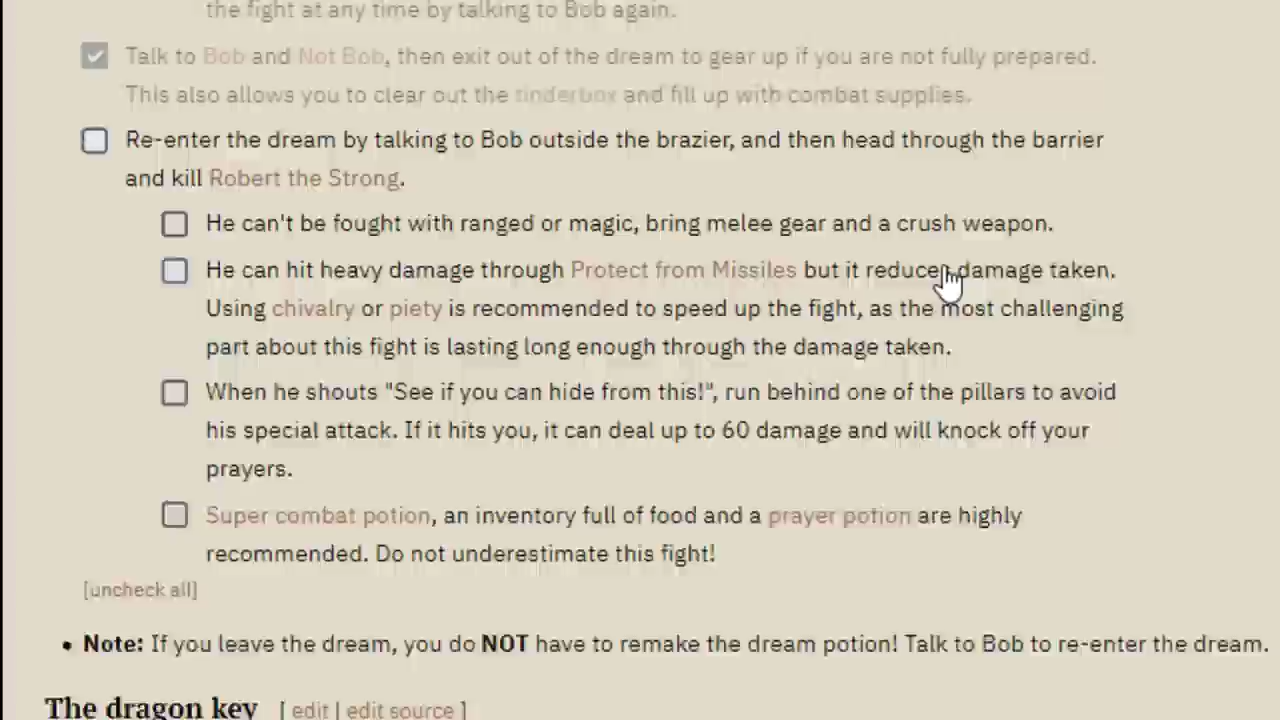 the fight at any time by talking to Bob again.
Talk to Bob and Not Bob, then exit out of the dream to gear up if you are not fully prepared.
This also allows you to clear out the tinderbox and fill up with combat supplies.
Re-enter the dream by talking to Bob outside the brazier, and then head through the barrier
and kill Robert the Strong.
He can't be fought with ranged or magic, bring melee gear and a crush weapon.
He can hit heavy damage through Protect from Missiles but it reduces damage taken.
Using chivalry or piety is recommended to speed up the fight, as the most challenging
part about this fight is lasting long enough through the damage taken.
When he shouts "See if you can hide from this!", run behind one of the pillars to avoid
his special attack. If it hits you, it can deal up to 60 damage and will knock off your
prayers.
Super combat potion, an inventory full of food and a prayer potion are highly
recommended. Do not underestimate this fight!
[uncheck all]
• Note: If you leave the dream, you do NOT have to remake the dream potion! Talk to Bob to re-enter the dream.
The dragon key [ edit | edit source ]